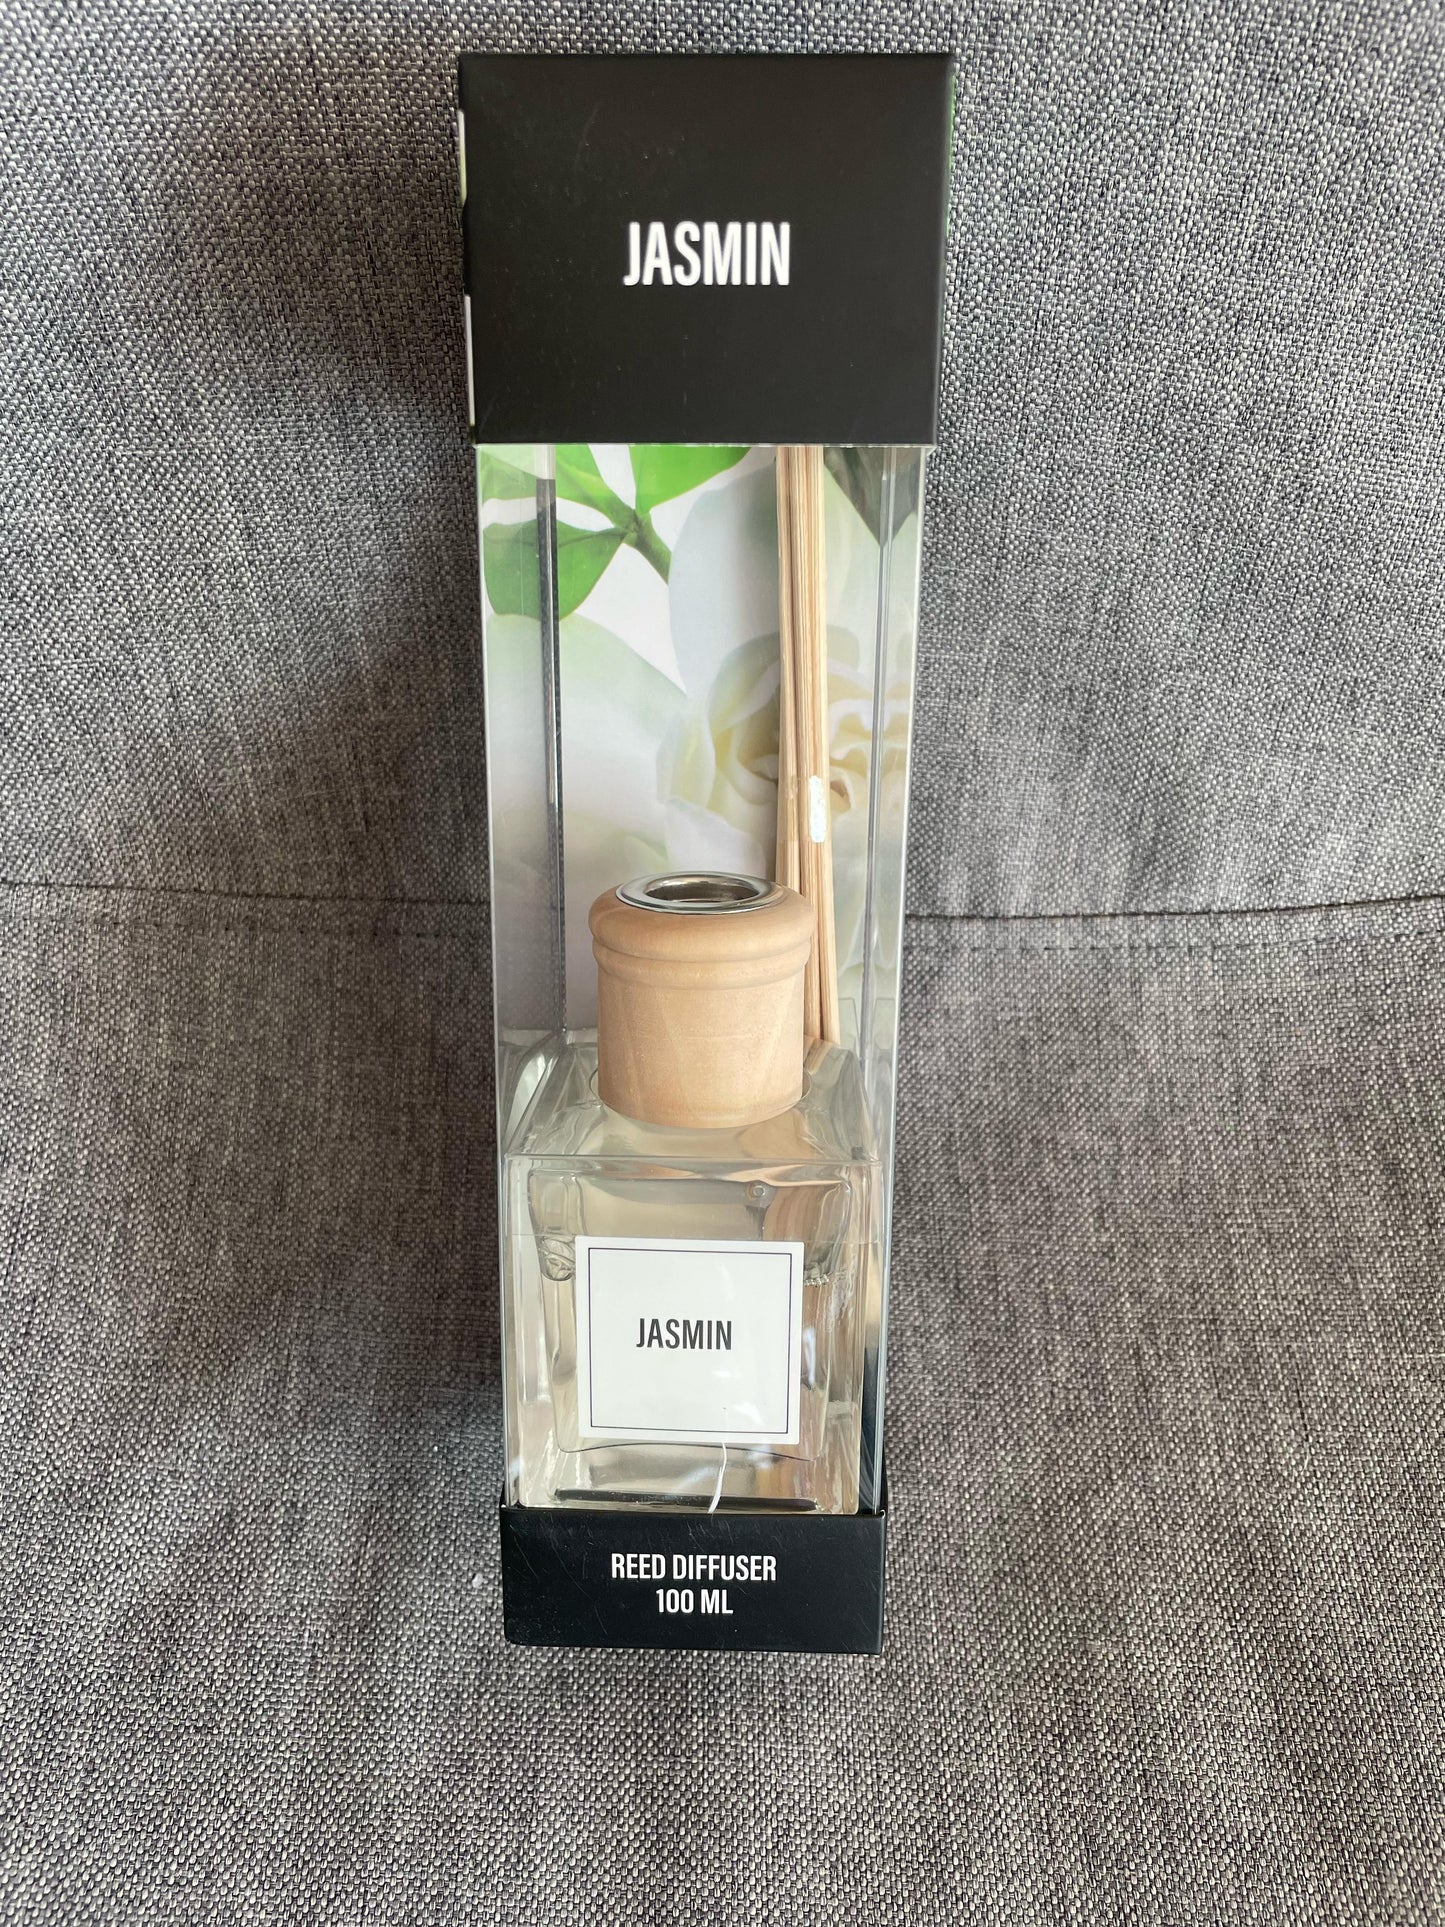 JASMIN
JASMIN
REED DIFFUSER
100 ML